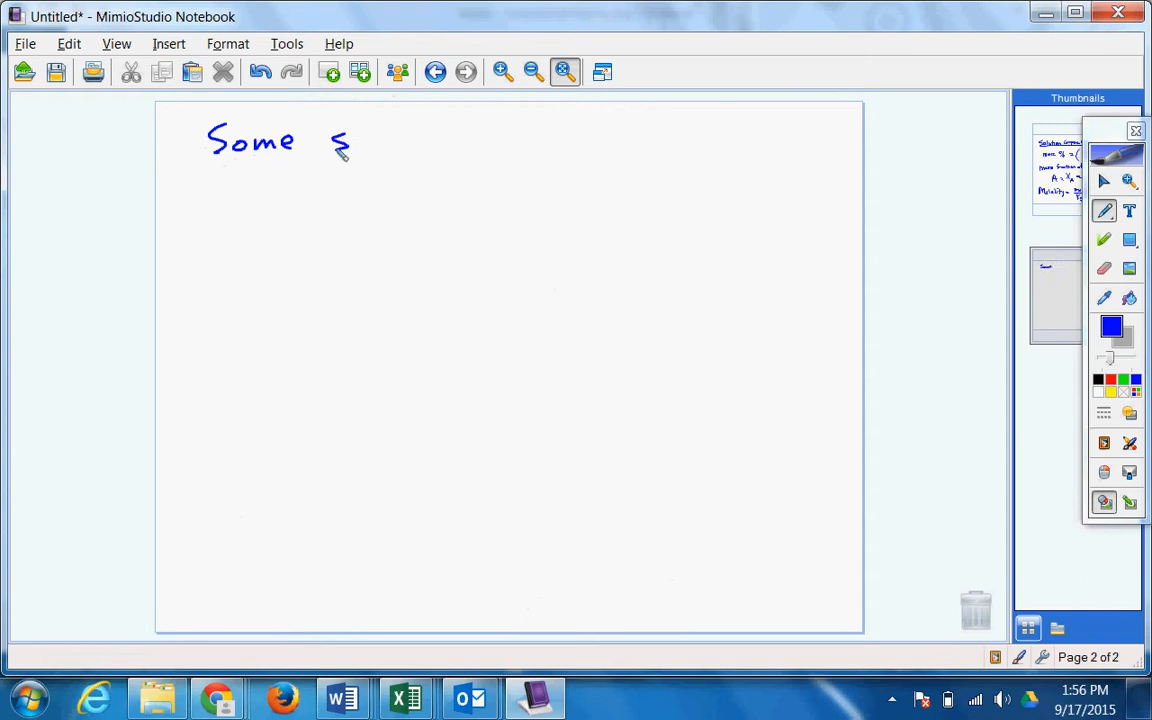 Untitled* - MimioStudio Notebook
File Edit View Insert Format Tools Help
Thumbnails
Some s
Page 2 of 2
1:56 PM
9/17/2015